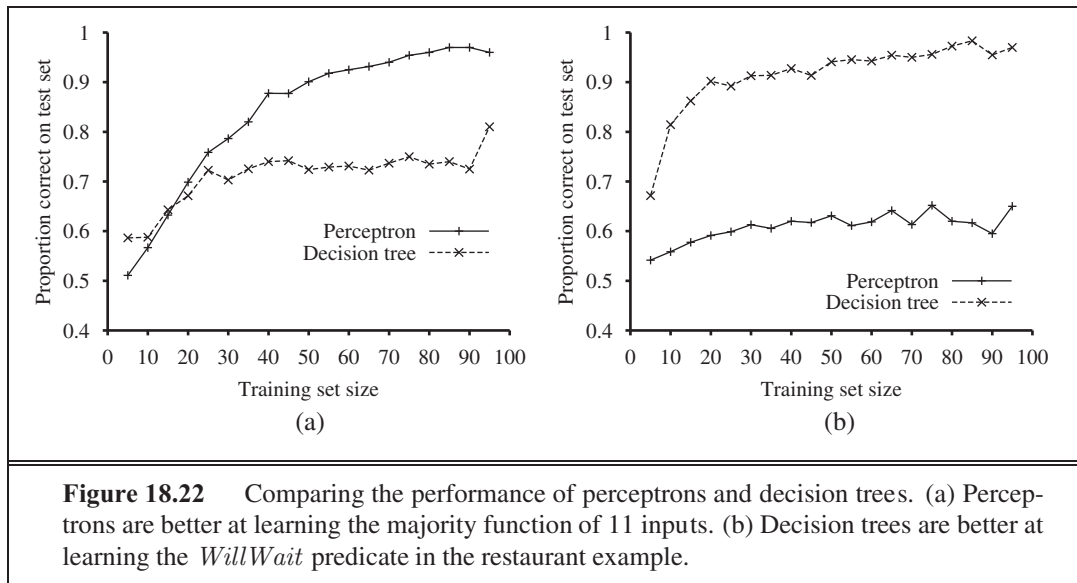 1
0.9
0.8
0.7
0.6
0.5
0.4
Proportion correct on test set
Perceptron
Decision tree
0 10 20 30 40 50 60 70 80 90 100
Training set size
(a)
1
0.9
0.8
0.7
0.6
0.5
0.4
Proportion correct on test set
Perceptron
Decision tree
0 10 20 30 40 50 60 70 80 90 100
Training set size
(b)
Figure 18.22 Comparing the performance of perceptrons and decision trees. (a) Percep-
trons are better at learning the majority function of 11 inputs. (b) Decision trees are better at
learning the WillWait predicate in the restaurant example.